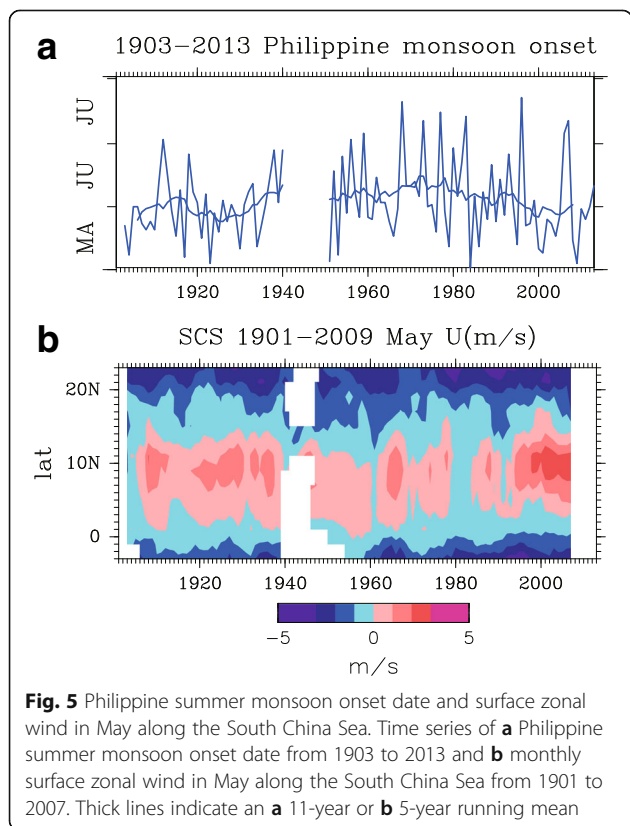 a 1903-2013 Philippine monsoon onset
JU
JU
MA
1920 1940 1960 1980 2000
b SCS 1901-2009 May U(m/s)
20N
10N
0
lat
1920 1940 1960 1980 2000
-5 0 5
m/s
Fig. 5 Philippine summer monsoon onset date and surface zonal
wind in May along the South China Sea. Time series of a Philippine
summer monsoon onset date from 1903 to 2013 and b monthly
surface zonal wind in May along the South China Sea from 1901 to
2007. Thick lines indicate an a 11-year or b 5-year running mean